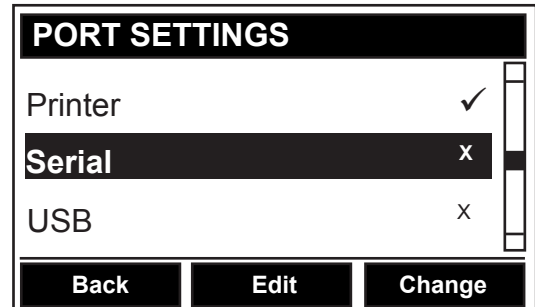 PORT SETTINGS
Printer ✓
Serial X
USB X
Back Edit Change